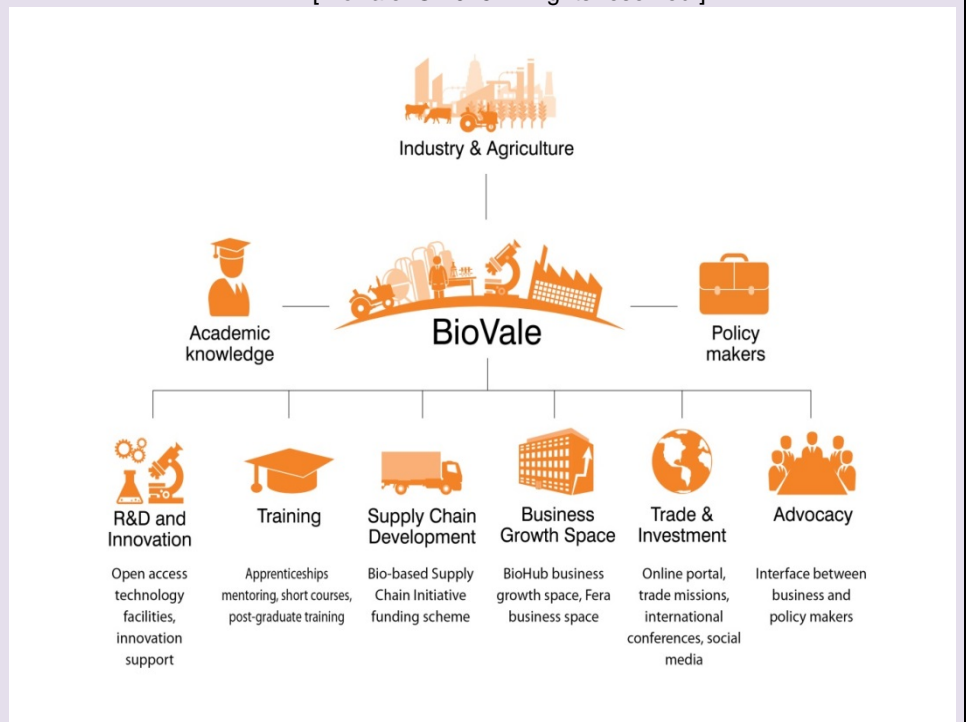 Industry & Agriculture
Academic
knowledge
BioVale
Policy
makers
R&D and
Innovation
Open access
technology
facilities,
innovation
support
Training
Apprenticeships
mentoring, short courses,
post-graduate training
Supply Chain
Development
Bio-based Supply
Chain Initiative
funding scheme
Business
Growth Space
BioHub business
growth space, Fera
business space
Trade &
Investment
Online portal,
trade missions,
international
conferences, social
media
Advocacy
Interface between
business and
policy makers